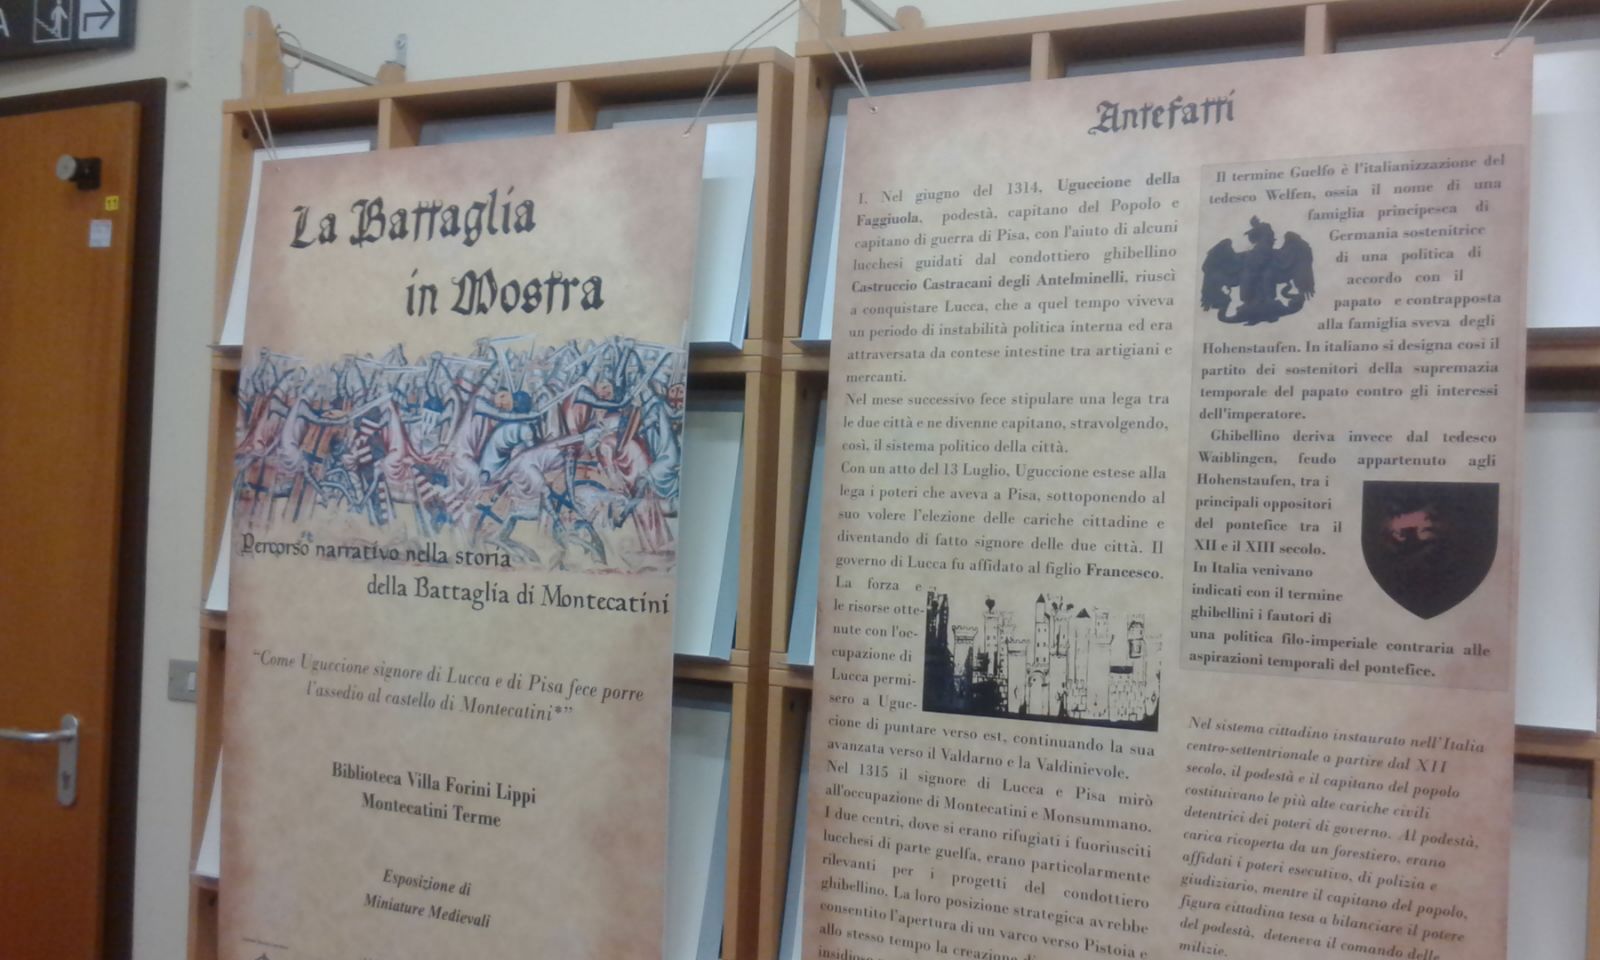 A
La Battaglia
in Mostra
Percorso narrativo nella storia
della Battaglia di Montecatini
"Come Uguccione signore di Lucca e di Pisa fece porre
l'assedio al castello di Montecatini*"
Biblioteca Villa Forini Lippi
Montecatini Terme
Esposizione di
Miniature Medievali
Antefatti
I. Nel giugno del 1314, Uguccione della
Faggiuola, podestà, capitano del Popolo e
capitano di guerra di Pisa, con l'aiuto di alcuni
lucchesi guidati dal condottiero ghibellino
Castruccio Castracani degli Antelminelli, riuscì
a conquistare Lucca, che a quel tempo viveva
un periodo di instabilità politica interna ed era
attraversata da contese intestine tra artigiani e
mercanti.
Nel mese successivo fece stipulare una lega tra
le due città e ne divenne capitano, stravolgendo,
così, il sistema politico della città.
Con un atto del 13 Luglio, Uguccione estese alla
lega i poteri che aveva a Pisa, sottoponendo al
suo volere l'elezione delle cariche cittadine e
diventando di fatto signore delle due città. Il
governo di Lucca fu affidato al figlio Francesco.
La forza e
le risorse otte-
nute con l'oc-
cupazione di
Lucca permi-
sero a Uguc-
cione di puntare verso est, continuando la sua
avanzata verso il Valdarno e la Valdinievole.
Nel 1315 il signore di Lucca e Pisa mirò
all'occupazione di Montecatini e Monsummano.
I due centri, dove si erano rifugiati i fuoriusciti
lucchesi di parte guelfa, erano particolarmente
rilevanti per i progetti del condottiero
ghibellino. La loro posizione strategica avrebbe
consentito l'apertura di un varco verso Pistoia e
allo stesso tempo la creazione
Il termine Guelfo è l'italianizzazione del
tedesco Welfen, ossia il nome di una
famiglia principesca di
Germania sostenitrice
di una politica di
accordo con il
papato e contrapposta
alla famiglia sveva degli
Hohenstaufen. In italiano si designa così il
partito dei sostenitori della supremazia
temporale del papato contro gli interessi
dell'imperatore.
Ghibellino deriva invece dal tedesco
Waiblingen, feudo appartenuto agli
Hohenstaufen, tra i
principali oppositori
del pontefice tra il
XII e il XIII secolo.
In Italia venivano
indicati con il termine
ghibellini i fautori di
una politica filo-imperiale contraria alle
aspirazioni temporali del pontefice.
Nel sistema cittadino instaurato nell'Italia
centro-settentrionale a partire dal XII
secolo, il podestà e il capitano del popolo
costituivano le più alte cariche civili
detentrici dei poteri di governo. Al podestà,
carica ricoperta da un forestiero, erano
affidati i poteri esecutivo, di polizia e
giudiziario, mentre il capitano del popolo,
figura cittadina tesa a bilanciare il potere
del podestà, deteneva il comando delle
milizie.